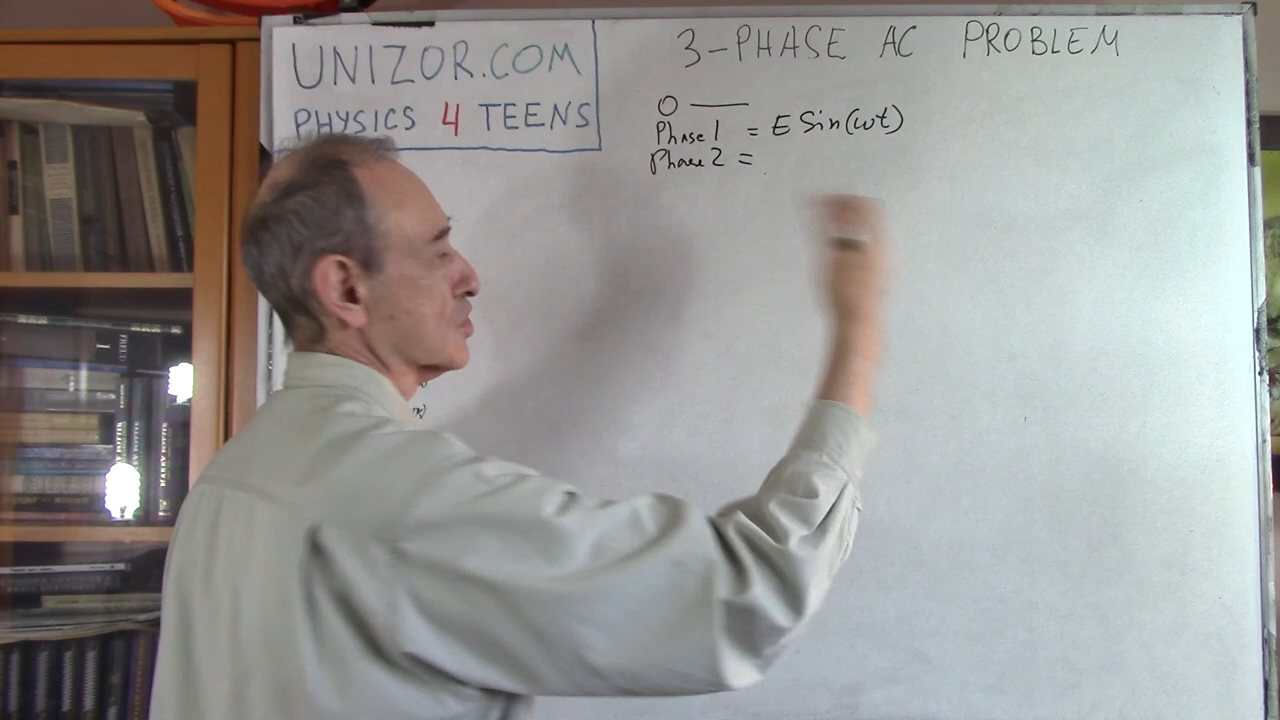 UNIZOR.COM
PHYSICS 4 TEENS
3-PHASE AC PROBLEM
0 —
Phase 1 = E Sin(ωt)
Phase 2 =